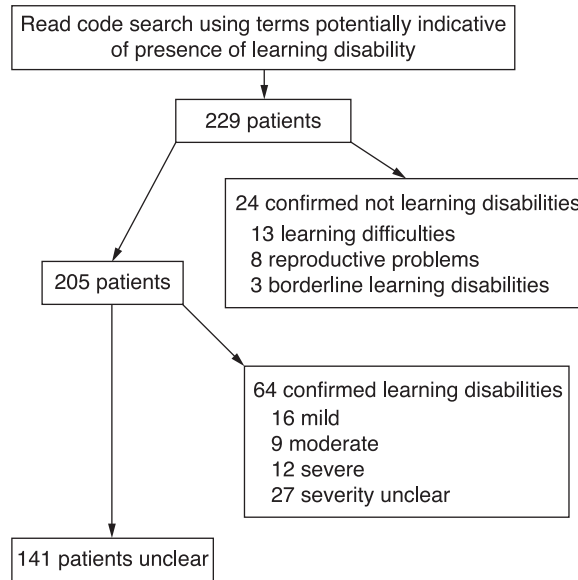 Read code search using terms potentially indicative
of presence of learning disability
229 patients
24 confirmed not learning disabilities
13 learning difficulties
8 reproductive problems
3 borderline learning disabilities
205 patients
64 confirmed learning disabilities
16 mild
9 moderate
12 severe
27 severity unclear
141 patients unclear